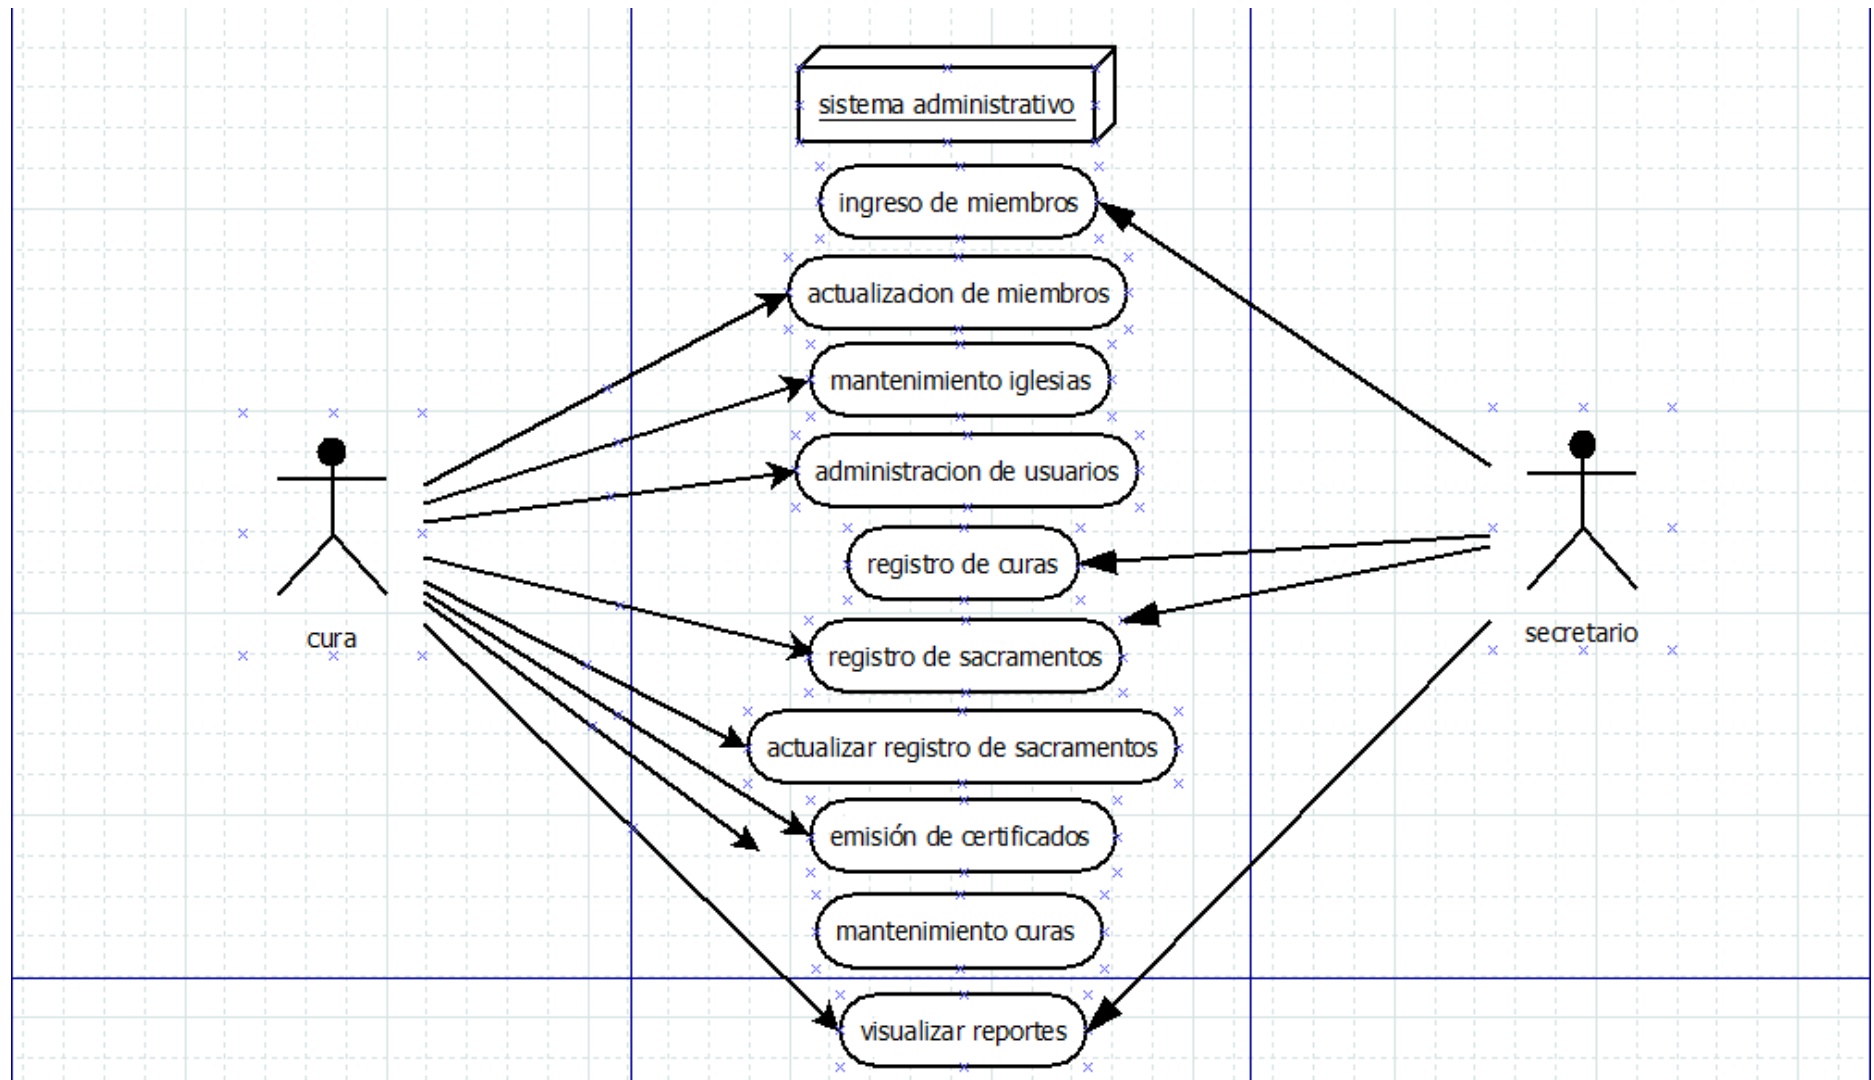 sistema administrativo
ingreso de miembros
actualizacion de miembros
mantenimiento iglesias
administracion de usuarios
registro de curas
registro de sacramentos
actualizar registro de sacramentos
emisión de certificados
mantenimiento curas
visualizar reportes
cura
secretario